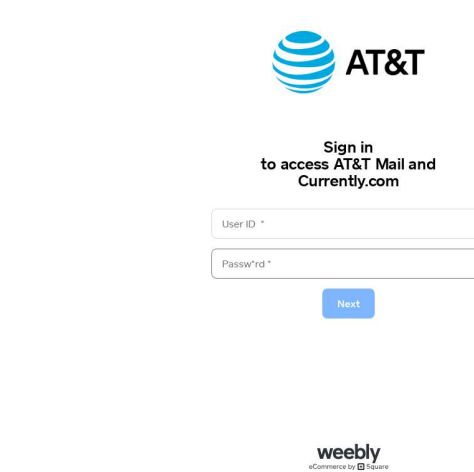 AT&T
Sign in
to access AT&T Mail and
Currently.com
User ID *
Passw*rd *
Next
weebly
eCommerce by Square